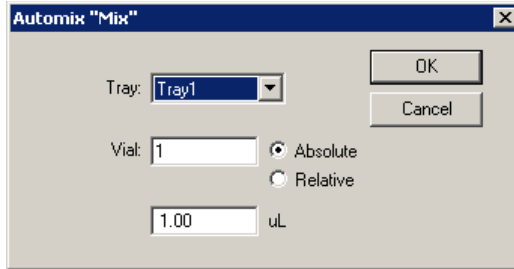 Automix "Mix"
OK
Tray: Tray1
Cancel
Vial: 1 Absolute
Relative
1.00 uL